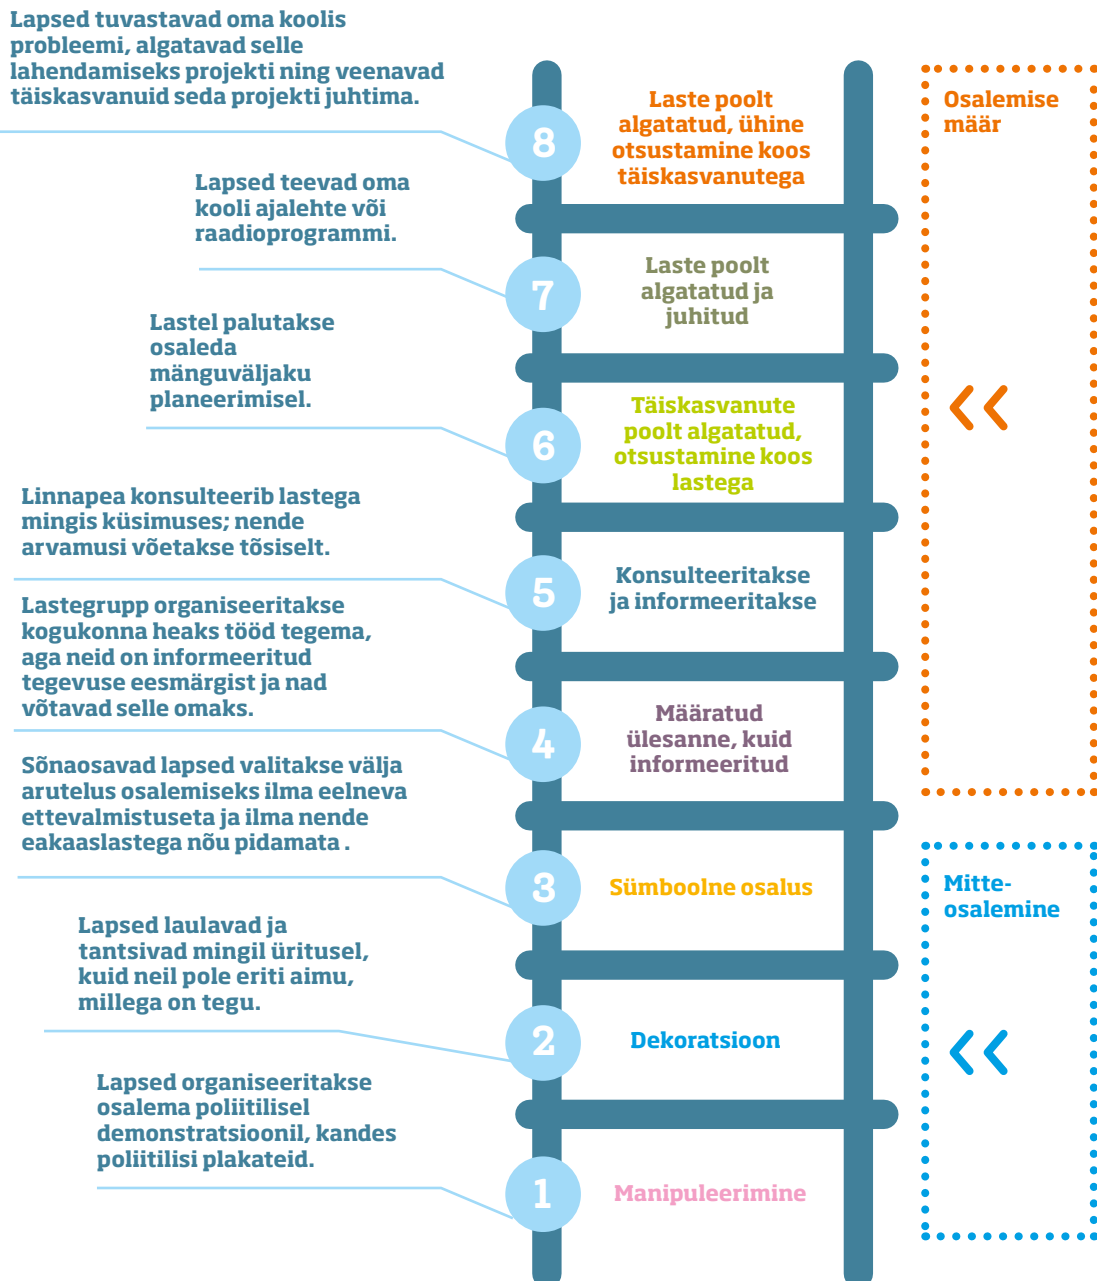 Lapsed tuvastavad oma koolis
probleemi, algatavad selle
lahendamiseks projekti ning veenavad
täiskasvanuid seda projekti juhtima.
8
Laste poolt
algatatud, ühine
otsustamine koos
täiskasvanutega
Osalemise
määr
Lapsed teevad oma
kooli ajalehte või
raadioprogrammi.
7
Laste poolt
algatatud ja
juhitud
Lastel palutakse
osaleda
mänguväljaku
planeerimisel.
6
Täiskasvanute
poolt algatatud,
otsustamine koos
lastega
Linnapea konsulteerib lastega
mingis küsimuses; nende
arvamusi võetakse tõsiselt.
5
Konsulteeritakse
ja informeeritakse
Lastegrupp organiseeritakse
kogukonna heaks tööd tegema,
aga neid on informeeritud
tegevuse eesmärgist ja nad
võtavad selle omaks.
4
Määratud
ülesanne, kuid
informeeritud
Sõnaosavad lapsed valitakse välja
arutelus osalemiseks ilma eelneva
ettevalmistuseta ja ilma nende
eakaaslastega nõu pidamata .
3
Sümboolne osalus
Mitte-
osalemine
Lapsed laulavad ja
tantsivad mingil üritusel,
kuid neil pole eriti aimu,
millega on tegu.
2
Dekoratsioon
Lapsed organiseeritakse
osalema poliitilisel
demonstratsioonil, kandes
poliitilisi plakateid.
1
Manipuleerimine